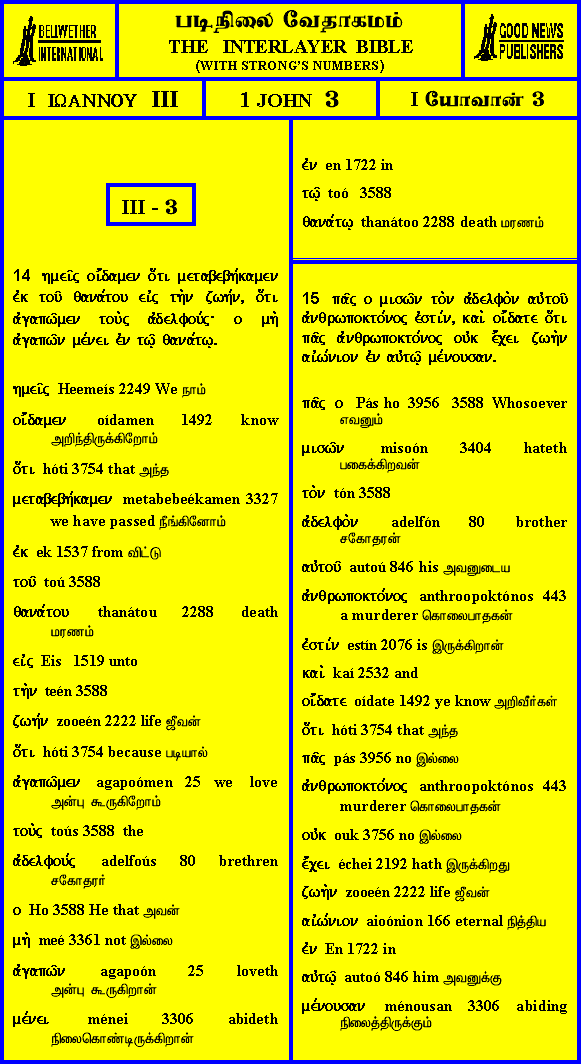 BELLWETHER
INTERNATIONAL
படிநிலை வேதாகமம்
THE INTERLAYER BIBLE
(WITH STRONG'S NUMBERS)
GOOD NEWS
PUBLISHERS
I ΙΩΑΝΝΟΥ III
1 JOHN 3
I யோவான் 3
III - 3
14 ημεῖς οἴδαμεν ὅτι μεταβεβήκαμεν
ἐκ τοῦ θανάτου εἰς τὴν ζωήν, ὅτι
ἀγαπῶμεν τοὺς ἀδελφούς· ο μὴ
ἀγαπῶν μένει ἐν τῷ θανάτῳ.
ημεῖς Heemeís 2249 We நாம்
οἴδαμεν oídamen 1492 know
அறிந்திருக்கிறோம்
ὅτι hóti 3754 that அந்த
μεταβεβήκαμεν metabebeékamen 3327
we have passed நீங்கினோம்
ἐκ ek 1537 from விட்டு
τοῦ toú 3588
θανάτου thanátou 2288 death
மரணம்
εἰς Eis 1519 unto
τὴν teén 3588
ζωήν zooeén 2222 life ஜீவன்
ὅτι hóti 3754 because படியால்
ἀγαπῶμεν agapoómen 25 we love
அன்பு கூருகிறோம்
τοὺς toús 3588 the
ἀδελφούς adelfoús 80 brethren
சகோதரர்
ο Ho 3588 He that அவன்
μὴ meé 3361 not இல்லை
ἀγαπῶν agapoón 25 loveth
அன்பு கூருகிறான்
μένει ménei 3306 abideth
நிலைகொண்டிருக்கிறான்
ἐν en 1722 in
τῷ toó 3588
θανάτῳ thanátoo 2288 death மரணம்
15 πᾶς ο μισῶν τὸν ἀδελφὸν αὐτοῦ
ἀνθρωποκτόνος ἐστίν, καὶ οἴδατε ὅτι
πᾶς ἀνθρωποκτόνος οὐκ ἔχει ζωὴν
αἰώνιον ἐν αὐτῷ μένουσαν.
πᾶς ο Pás ho 3956 3588 Whosoever
எவனும்
μισῶν misoón 3404 hateth
பகைக்கிறவன்
τὸν tón 3588
ἀδελφὸν adelfón 80 brother
சகோதரன்
αὐτοῦ autoú 846 his அவனுடைய
ἀνθρωποκτόνος anthroopoktónos 443
a murderer கொலைபாதகன்
ἐστίν estín 2076 is இருக்கிறான்
καὶ kaí 2532 and
οἴδατε oídate 1492 ye know அறிவீர்கள்
ὅτι hóti 3754 that அந்த
πᾶς pás 3956 no இல்லை
ἀνθρωποκτόνος anthroopoktónos 443
murderer கொலைபாதகன்
οὐκ ouk 3756 no இல்லை
ἔχει échei 2192 hath இருக்கிறது
ζωὴν zooeén 2222 life ஜீவன்
αἰώνιον aioónion 166 eternal நித்திய
ἐν En 1722 in
αὐτῷ autoó 846 him அவனுக்கு
μένουσαν ménousan 3306 abiding
நிலைத்திருக்கும்